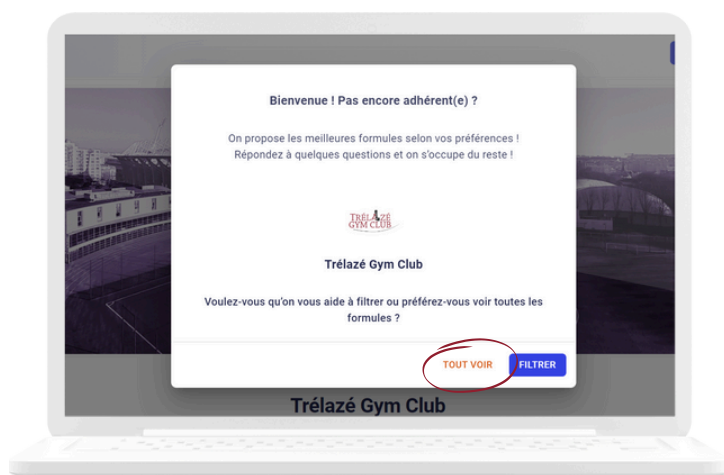 Bienvenue ! Pas encore adhérent(e) ?
On propose les meilleures formules selon vos préférences !
Répondez à quelques questions et on s'occupe du reste !
TRÉLAZÉ
GYM CLUB
Trélazé Gym Club
Voulez-vous qu'on vous aide à filtrer ou préférez-vous voir toutes les
formules ?
TOUT VOIR FILTRER
Trélazé Gym Club